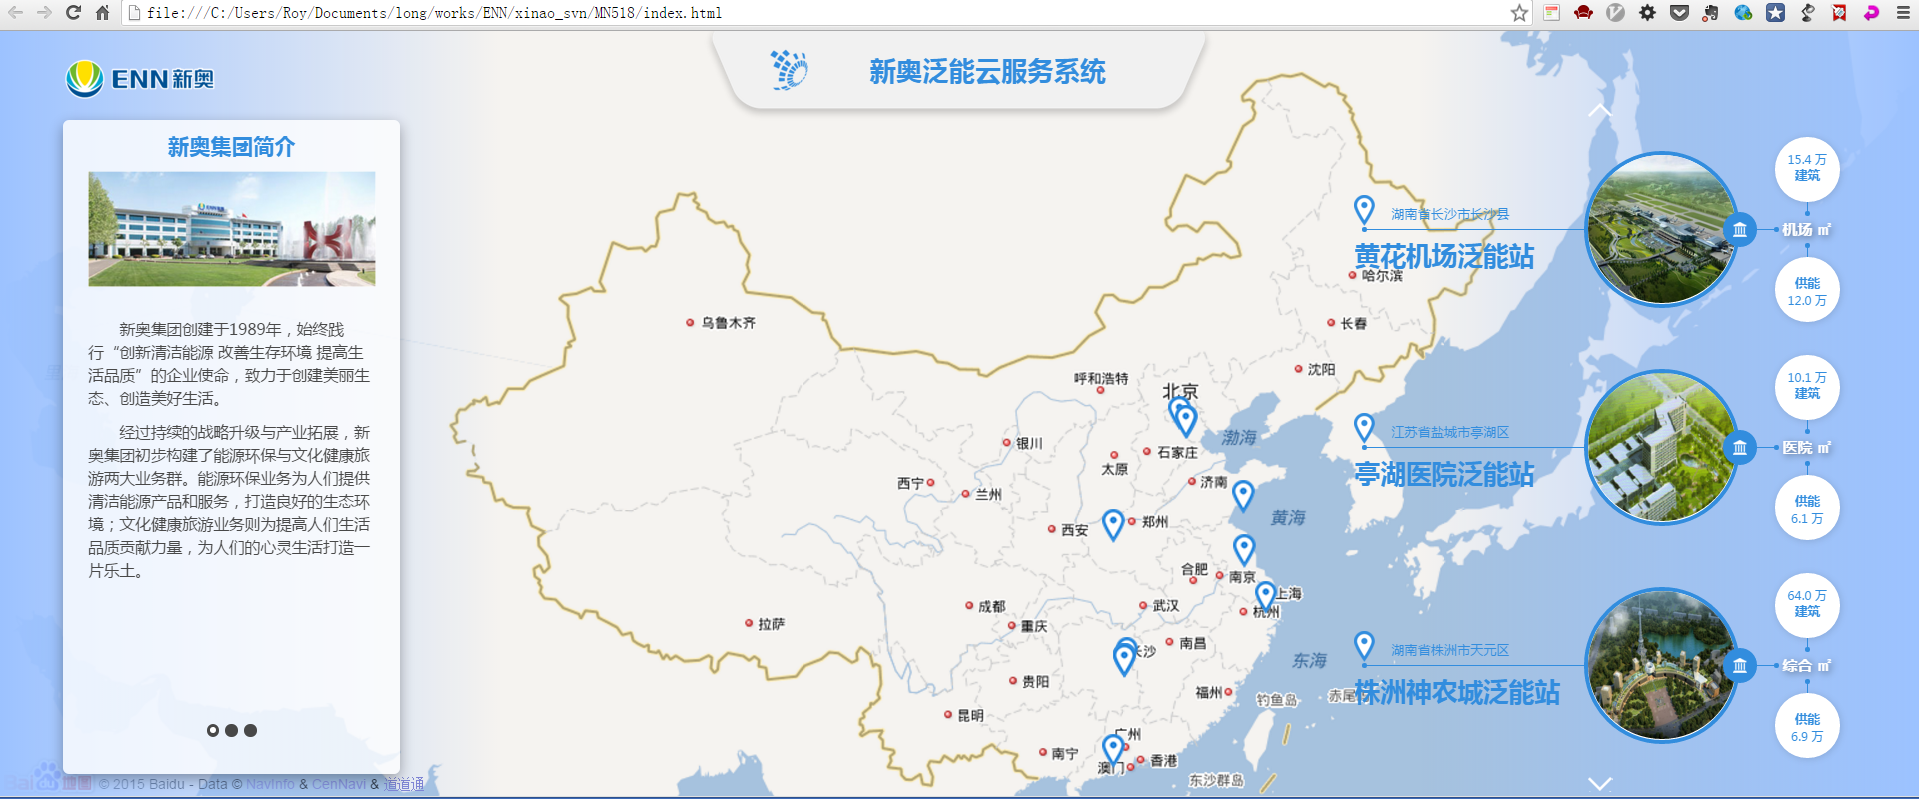 file:///C:/Users/Roy/Documents/long/works/ENN/xinao_svn/MN518/index.html
ENN新奥
新奥泛能云服务系统
新奥集团简介
新奥集团创建于1989年，始终践
行“创新清洁能源 改善生存环境 提高生
活品质”的企业使命，致力于创建美丽生
态、创造美好生活。
经过持续的战略升级与产业拓展，新
奥集团初步构建了能源环保与文化健康旅
游两大业务群。能源环保业务为人们提供
清洁能源产品和服务，打造良好的生态环
境；文化健康旅游业务则为提高人们生活
品质贡献力量，为人们的心灵生活打造一
片乐土。
© 2015 Baidu - Data © NavInfo & CenNavi & 道道通
乌鲁木齐
哈尔滨
长春
沈阳
呼和浩特
北京
渤海
银川
石家庄
太原
西宁
兰州
济南
黄海
西安
郑州
合肥
南京
上海
成都
武汉
杭州
拉萨
重庆
南昌
长沙
东海
贵阳
福州
钓鱼岛
赤尾
昆明
广州
南宁
香港
澳门
东沙群岛
湖南省长沙市长沙县
黄花机场泛能站
15.4 万
建筑
机场 ㎡
供能
12.0 万
江苏省盐城市亭湖区
亭湖医院泛能站
10.1 万
建筑
医院 ㎡
供能
6.1 万
湖南省株洲市天元区
株洲神农城泛能站
64.0 万
建筑
综合 ㎡
供能
6.9 万